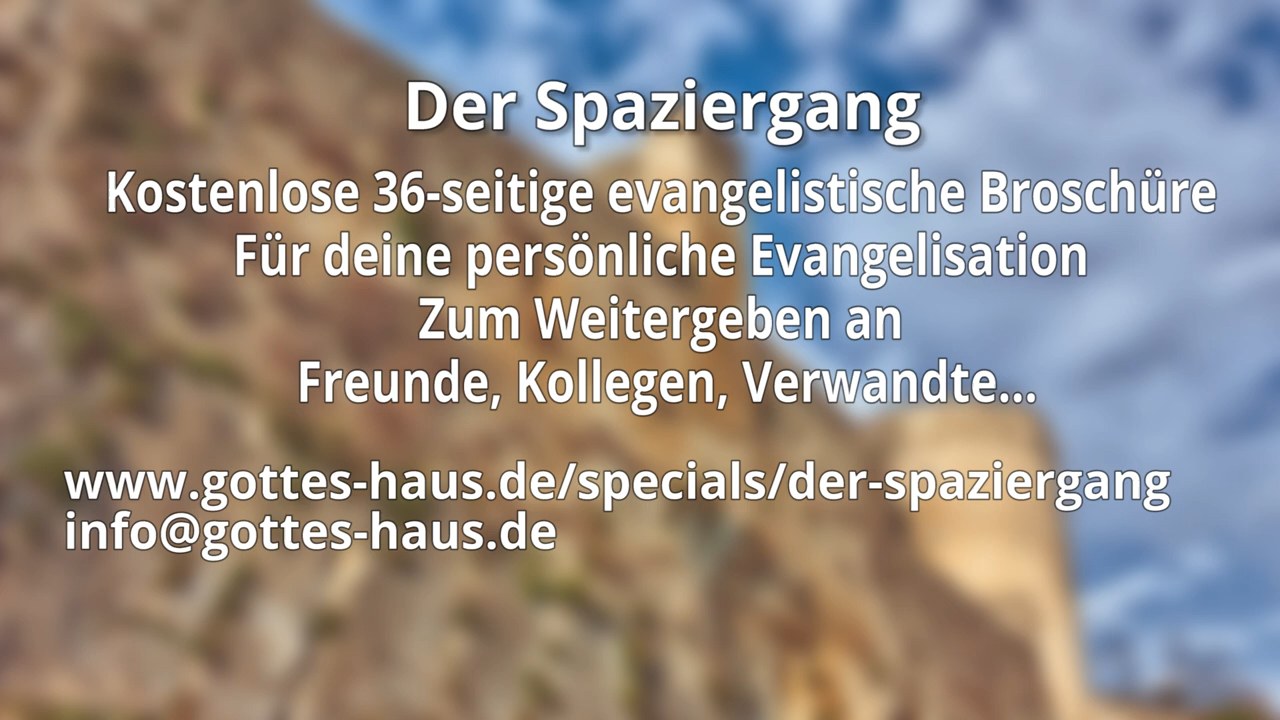 Der Spaziergang
Kostenlose 36-seitige evangelistische Broschüre
Für deine persönliche Evangelisation
Zum Weitergeben an
Freunde, Kollegen, Verwandte...
www.gottes-haus.de/specials/der-spaziergang
info@gottes-haus.de